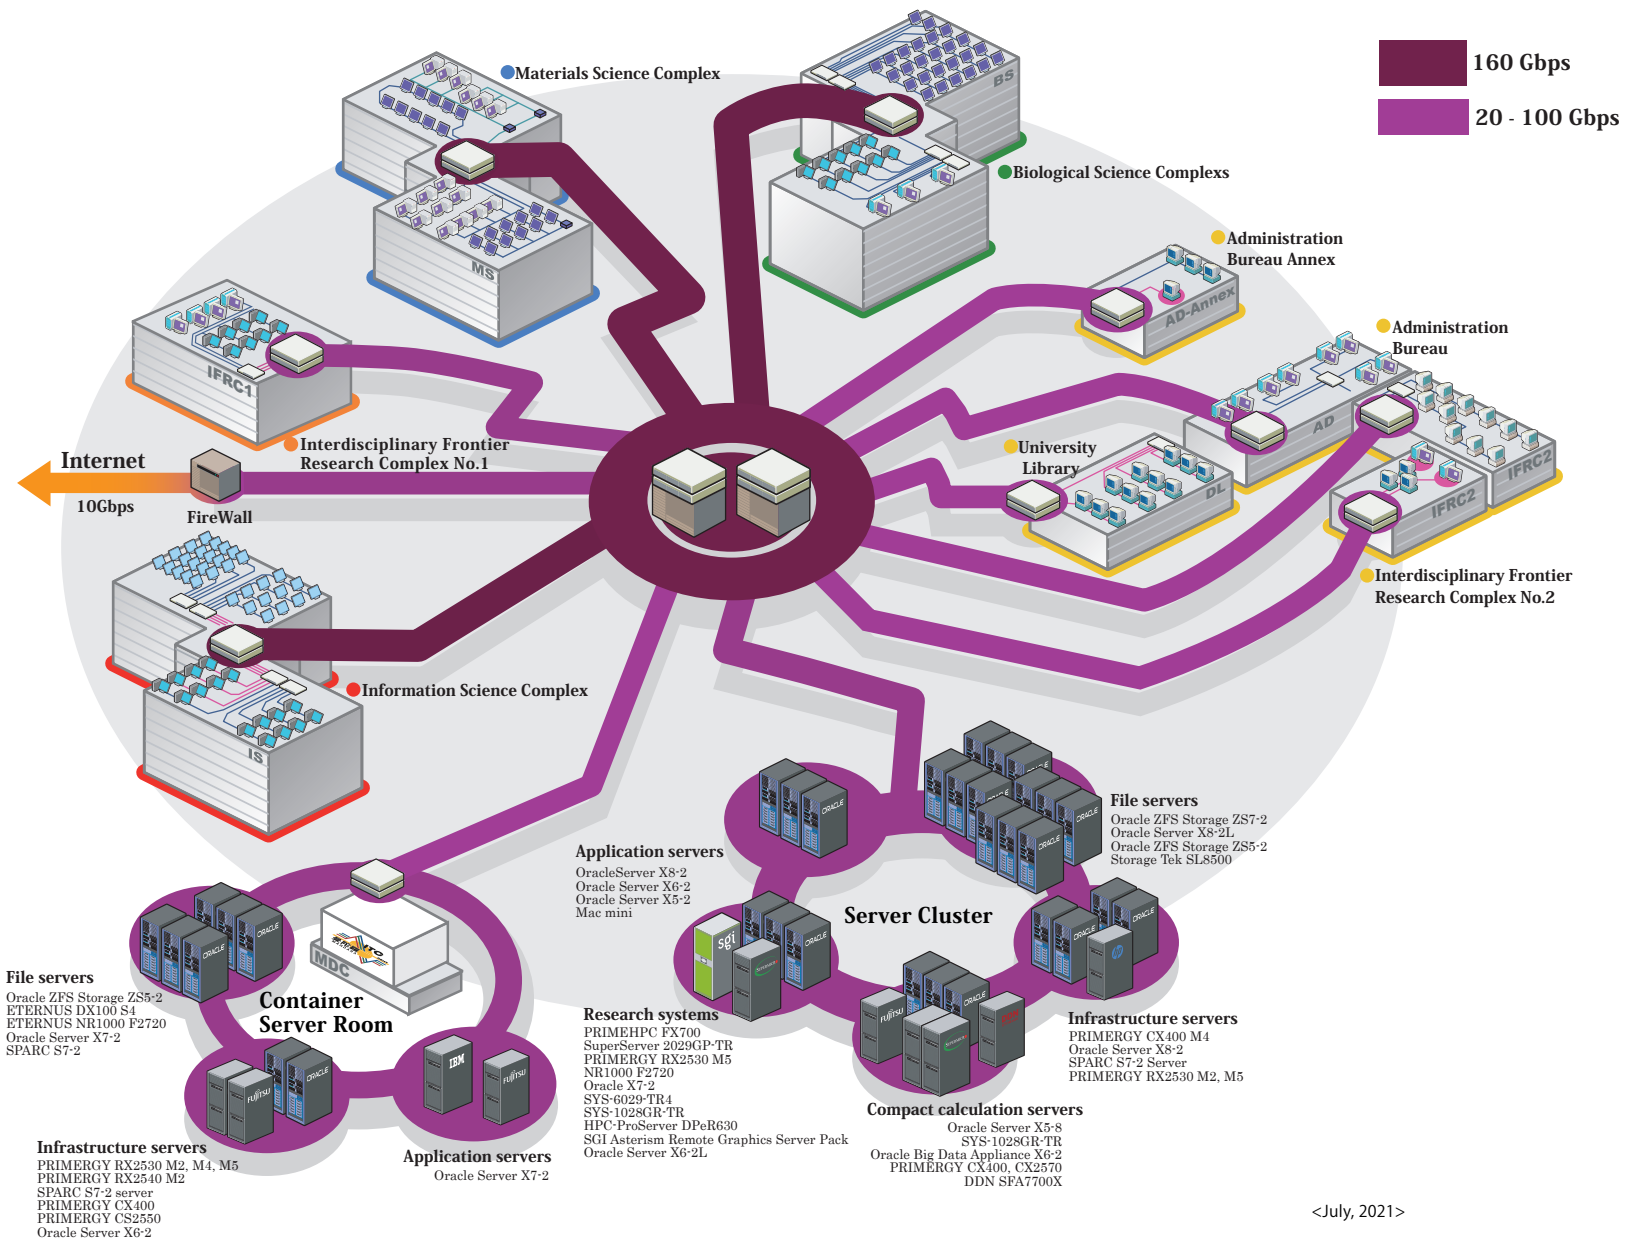 160 Gbps
20 - 100 Gbps
Materials Science Complex
BS
Biological Science Complexs
MS
Administration
Bureau Annex
AD-Annex
Administration
Bureau
IFRC1
AD
IFRC2
Interdisciplinary Frontier
Research Complex No.1
University
Library
DL
IFRC2
Internet
10Gbps
FireWall
Interdisciplinary Frontier
Research Complex No.2
Information Science Complex
IS
File servers
Oracle ZFS Storage ZS7-2
Oracle Server X8-2L
Oracle ZFS Storage ZS5-2
Storage Tek SL8500
Application servers
OracleServer X8-2
Oracle Server X6-2
Oracle Server X5-2
Mac mini
ORACLE
Server Cluster
sgi
hp
MDC
File servers
Oracle ZFS Storage ZS5-2
ETERNUS DX100 S4
ETERNUS NR1000 F2720
Oracle Server X7-2
SPARC S7-2
Container
Server Room
FUJITSU
IBM
Research systems
PRIMEHPC FX700
SuperServer 2029GP-TR
PRIMERGY RX2530 M5
NR1000 F2720
Oracle X7-2
SYS-6029-TR4
SYS-1028GR-TR
HPC-ProServer DPeR630
SGI Asterism Remote Graphics Server Pack
Oracle Server X6-2L
Infrastructure servers
PRIMERGY CX400 M4
Oracle Server X8-2
SPARC S7-2 Server
PRIMERGY RX2530 M2, M5
Compact calculation servers
Oracle Server X5-8
SYS-1028GR-TR
Oracle Big Data Appliance X6-2
PRIMERGY CX400, CX2570
DDN SFA7700X
Infrastructure servers
PRIMERGY RX2530 M2, M4, M5
PRIMERGY RX2540 M2
SPARC S7-2 server
PRIMERGY CX400
PRIMERGY CS2550
Oracle Server X6-2
Application servers
Oracle Server X7-2
<July, 2021>